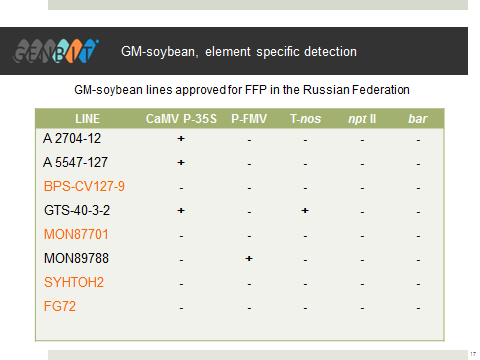 GENBIT
GM-soybean, element specific detection
GM-soybean lines approved for FFP in the Russian Federation
LINE CaMV P-35S P-FMV T-nos npt II bar
A 2704-12 + - - - -
A 5547-127 + - - - -
BPS-CV127-9 - - - - -
GTS-40-3-2 + - + - -
MON87701 - - - - -
MON89788 - + - - -
SYHTOH2 - - - - -
FG72 - - - - -
17